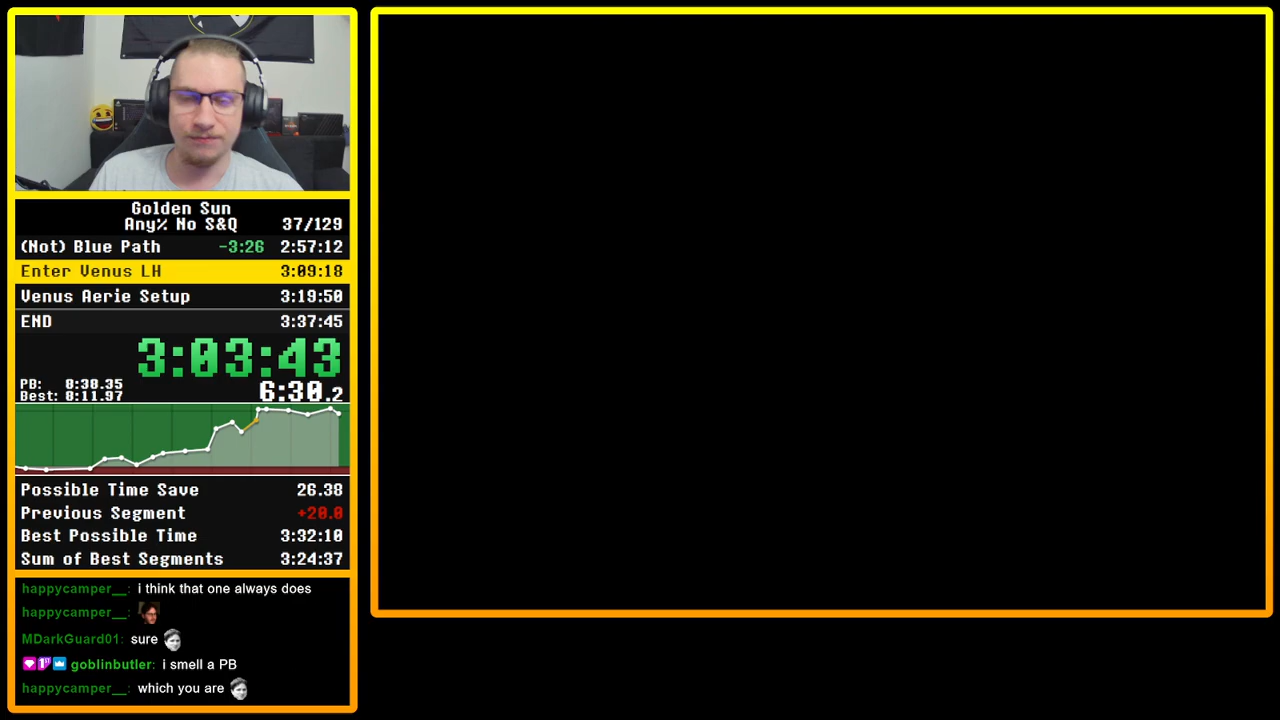 Golden Sun
Any% No S&Q 37/129
(Not) Blue Path -3:26 2:57:12
Enter Venus LH 3:09:18
Venus Aerie Setup 3:19:50
END 3:37:45
3:03:43
PB: 0:38.35
Best: 0:11.97
6:30.2
Possible Time Save 26.38
Previous Segment +20.0
Best Possible Time 3:32:10
Sum of Best Segments 3:24:37
happycamper__: i think that one always does
happycamper__:
MDarkGuard01: sure
goblinbutler: i smell a PB
happycamper__: which you are